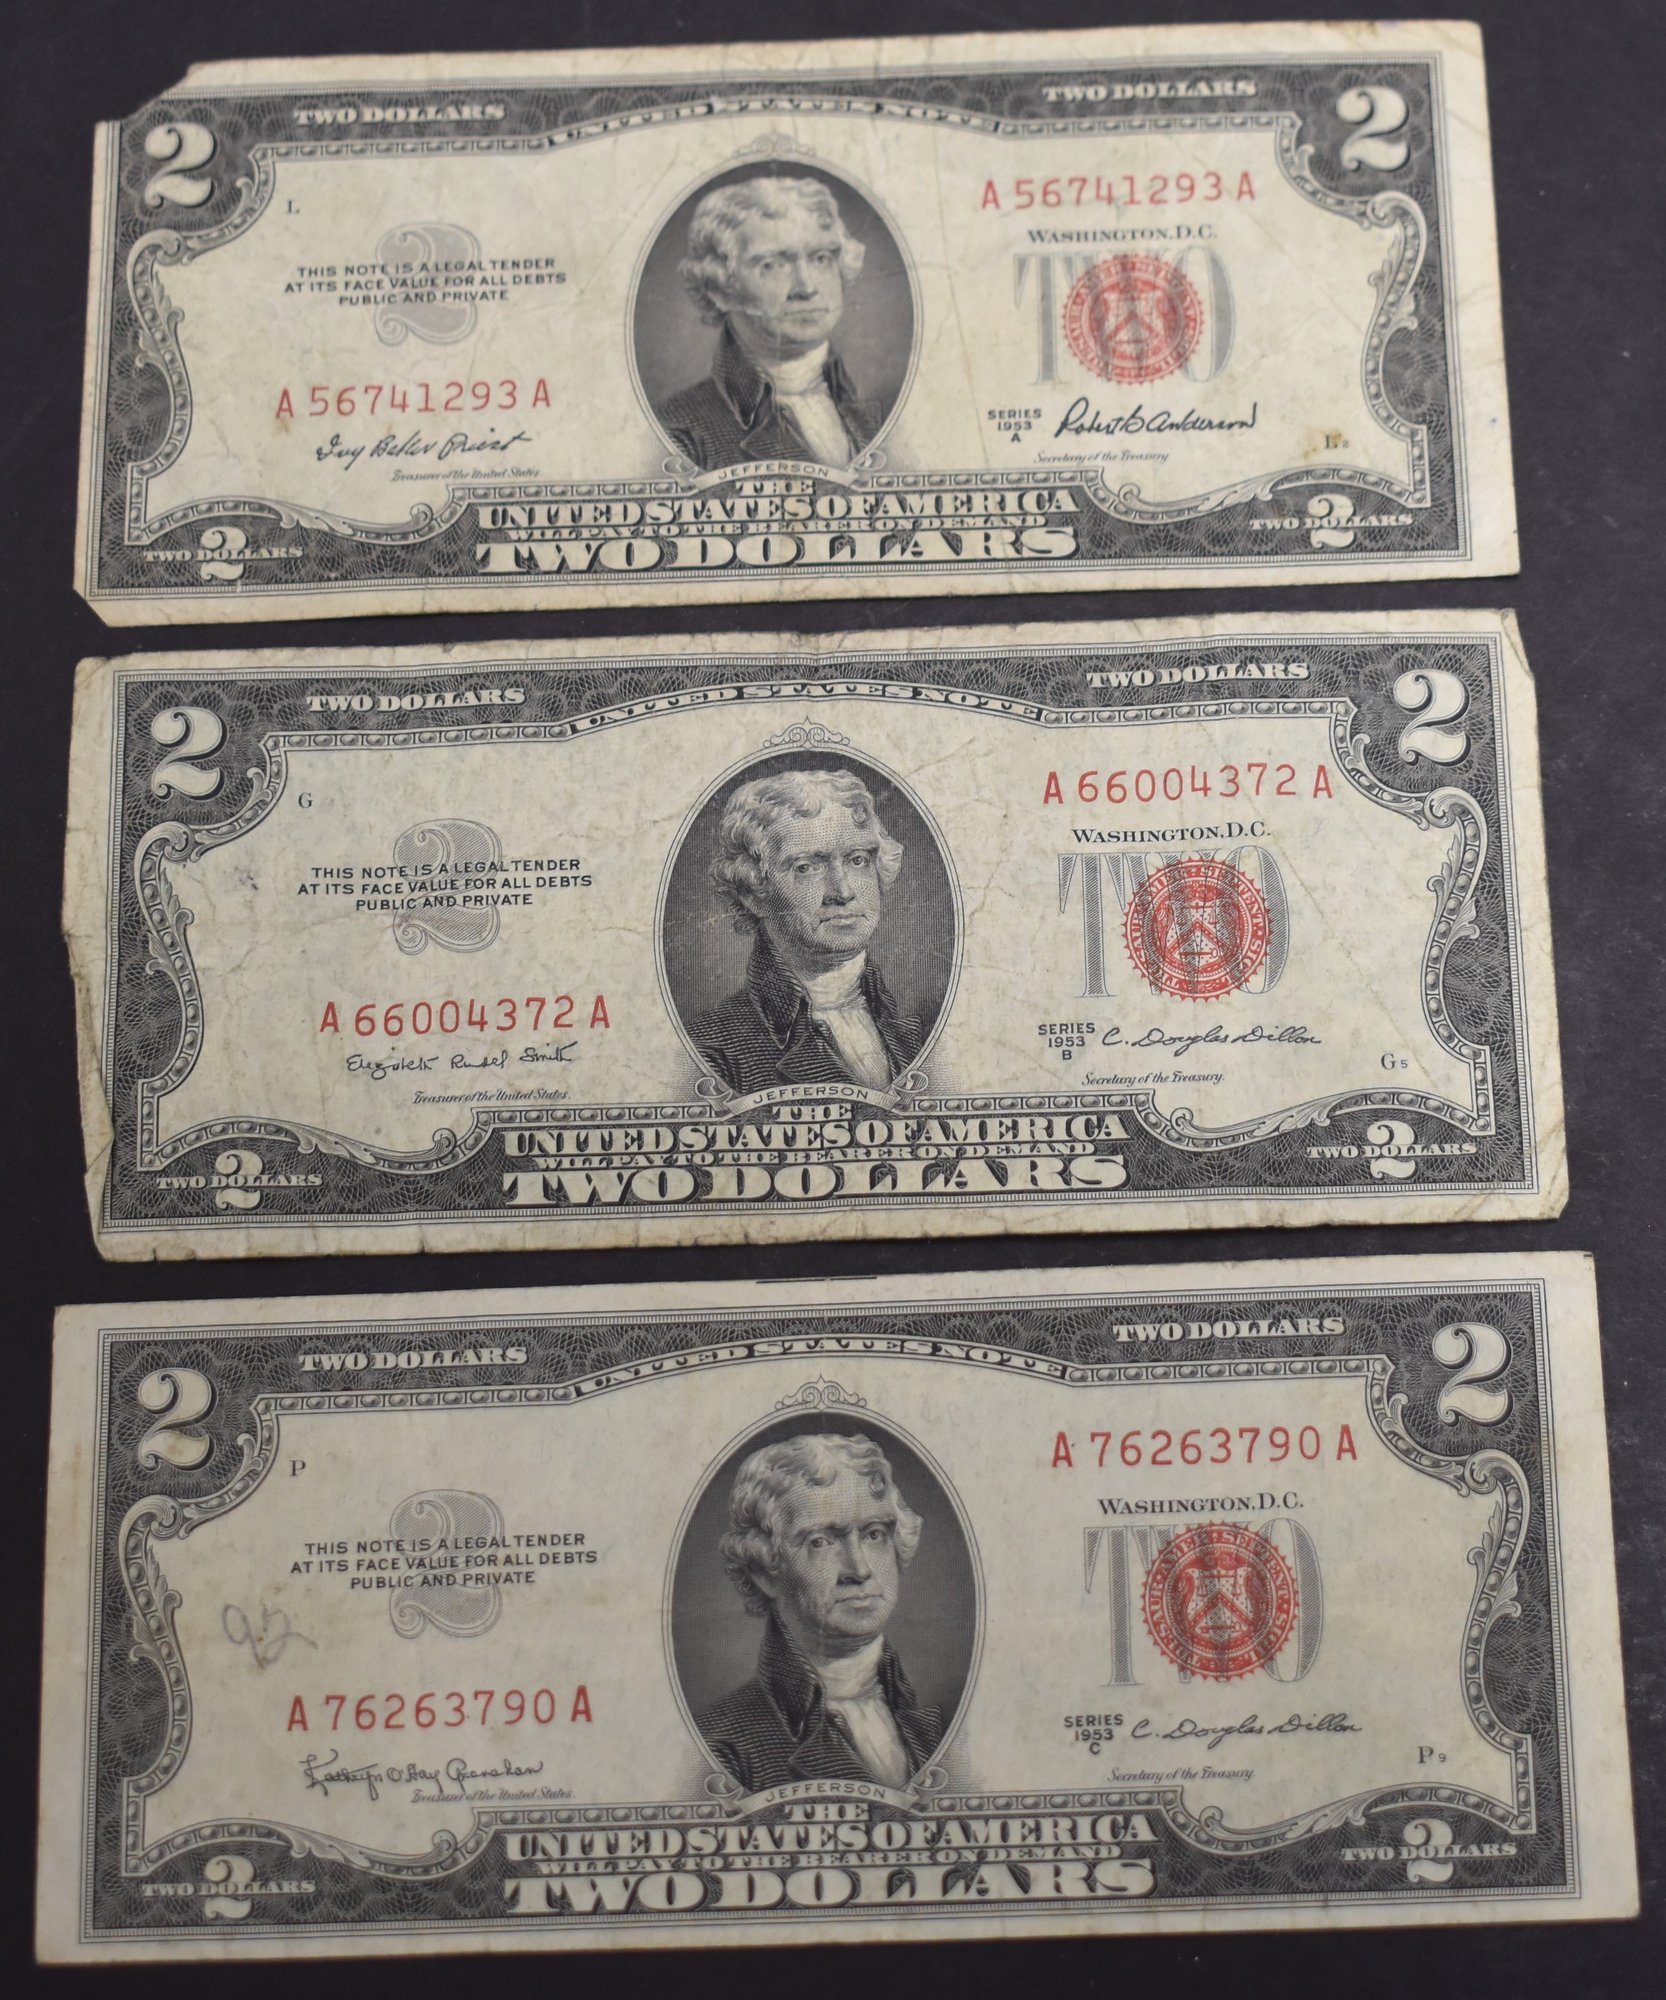 TWO DOLLARS UNITED STATES NOTE TWO DOLLARS
2 2
L A 56741293 A
WASHINGTON, D.C.
THIS NOTE IS A LEGAL TENDER
AT ITS FACE VALUE FOR ALL DEBTS
PUBLIC AND PRIVATE
2 TWO
A 56741293 A
Ivy Baker Priest
Treasurer of the United States
SERIES
1953
A
Robert B Anderson
Secretary of the Treasury
JEFFERSON
THE
UNITED STATES OF AMERICA
WILL PAY TO THE BEARER ON DEMAND
TWO DOLLARS
TWO 2 DOLLARS TWO 2 DOLLARS
TWO DOLLARS UNITED STATES NOTE TWO DOLLARS
2 2
G A 66004372 A
WASHINGTON, D.C.
THIS NOTE IS A LEGAL TENDER
AT ITS FACE VALUE FOR ALL DEBTS
PUBLIC AND PRIVATE
2 TWO
A 66004372 A
Elizabeth Rudel Smith
Treasurer of the United States.
SERIES
1953
B
C. Douglas Dillon
Secretary of the Treasury.
G5
JEFFERSON
THE
UNITED STATES OF AMERICA
WILL PAY TO THE BEARER ON DEMAND
TWO DOLLARS
TWO 2 DOLLARS TWO 2 DOLLARS
TWO DOLLARS UNITED STATES NOTE TWO DOLLARS
2 2
P A 76263790 A
WASHINGTON, D.C.
THIS NOTE IS A LEGAL TENDER
AT ITS FACE VALUE FOR ALL DEBTS
PUBLIC AND PRIVATE
2 TWO
92
A 76263790 A
Kathryn O'Hay Granahan
Treasurer of the United States.
SERIES
1953
C
C. Douglas Dillon
Secretary of the Treasury.
P9
JEFFERSON
THE
UNITED STATES OF AMERICA
WILL PAY TO THE BEARER ON DEMAND
TWO DOLLARS
TWO 2 DOLLARS TWO 2 DOLLARS